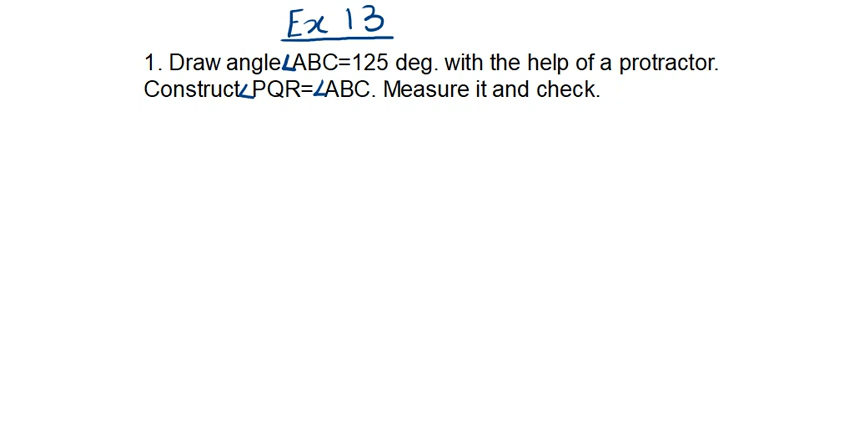 Ex 13
1. Draw angle∠ABC=125 deg. with the help of a protractor.
Construct∠PQR=∠ABC. Measure it and check.